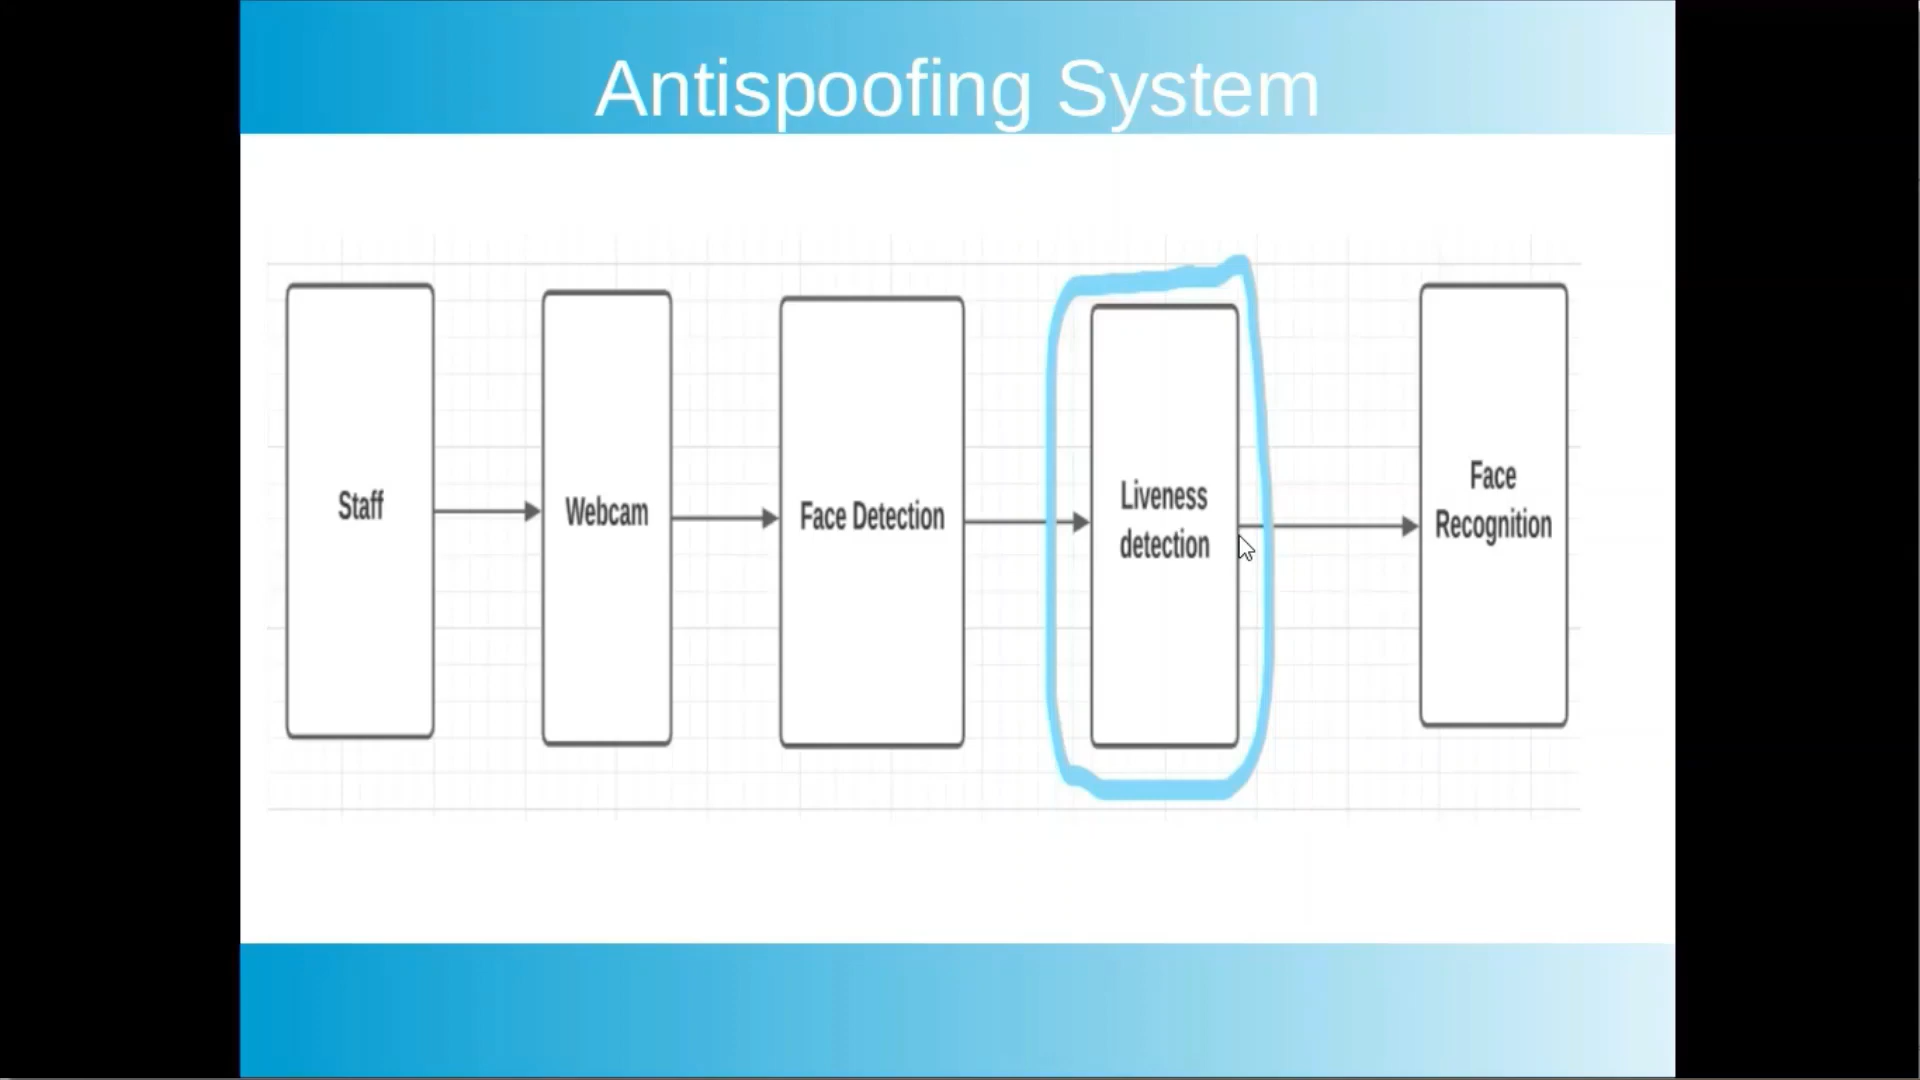 Antispoofing System
Staff
Webcam
Face Detection
Liveness
detection
Face
Recognition